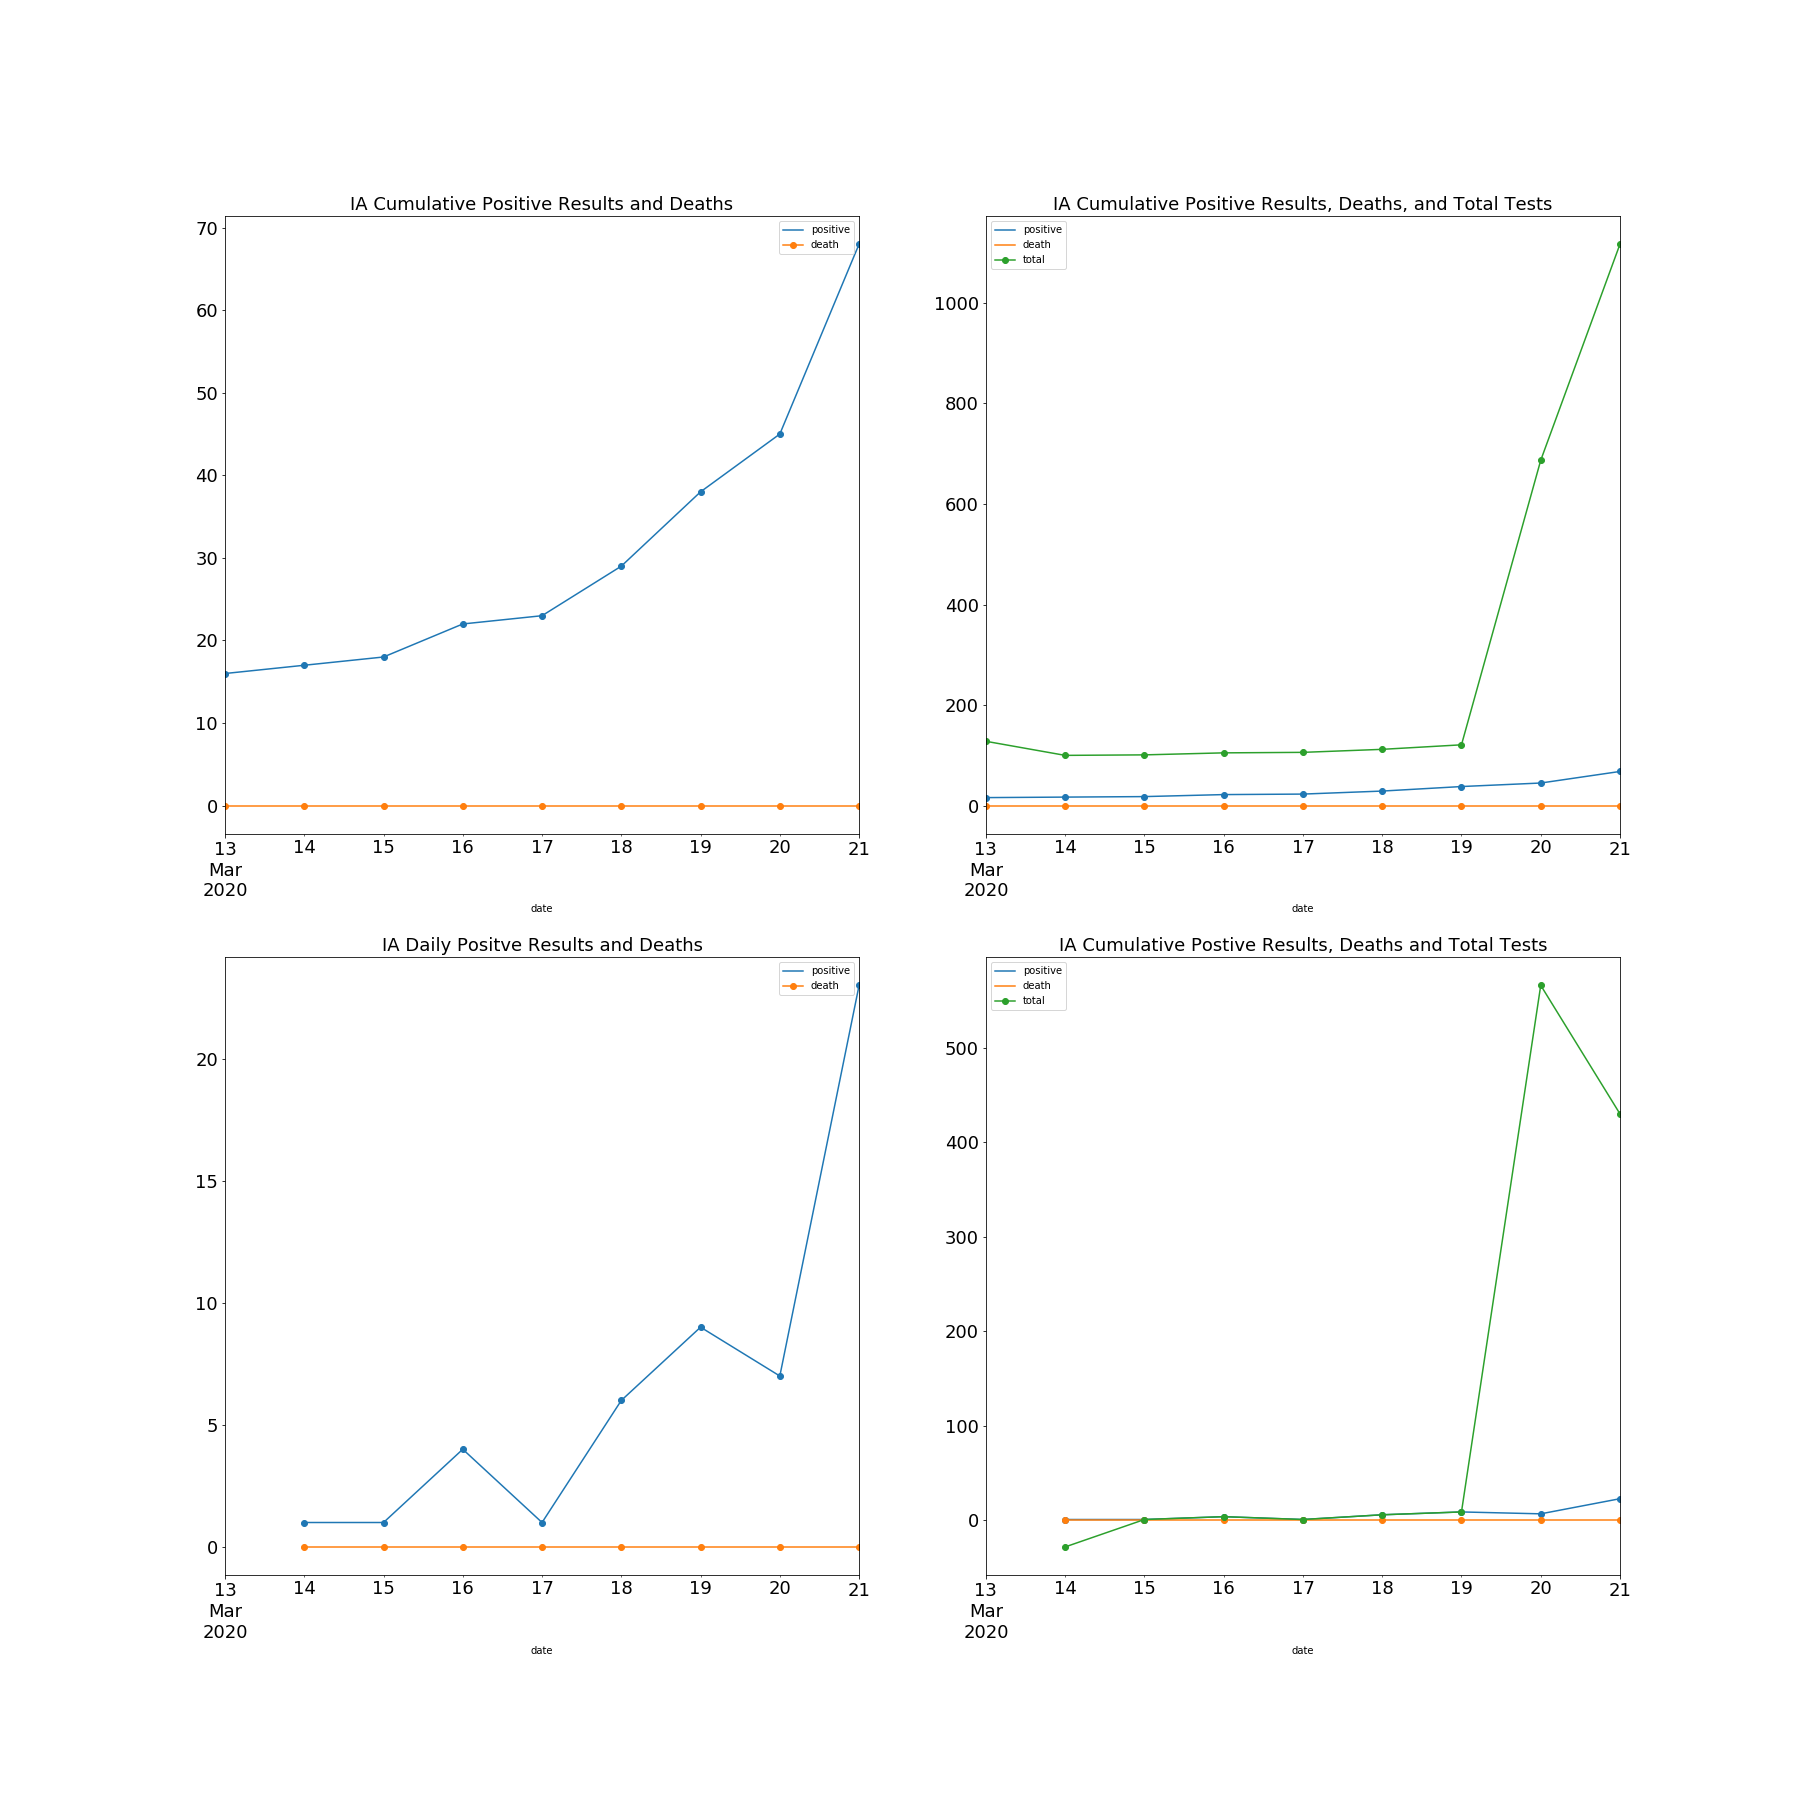 IA Cumulative Positive Results and Deaths
positive
death
70
60
50
40
30
20
10
0
13 14 15 16 17 18 19 20 21
Mar
2020
date
IA Cumulative Positive Results, Deaths, and Total Tests
positive
death
total
1000
800
600
400
200
0
13 14 15 16 17 18 19 20 21
Mar
2020
date
IA Daily Positve Results and Deaths
positive
death
20
15
10
5
0
13 14 15 16 17 18 19 20 21
Mar
2020
date
IA Cumulative Postive Results, Deaths and Total Tests
positive
death
total
500
400
300
200
100
0
13 14 15 16 17 18 19 20 21
Mar
2020
date